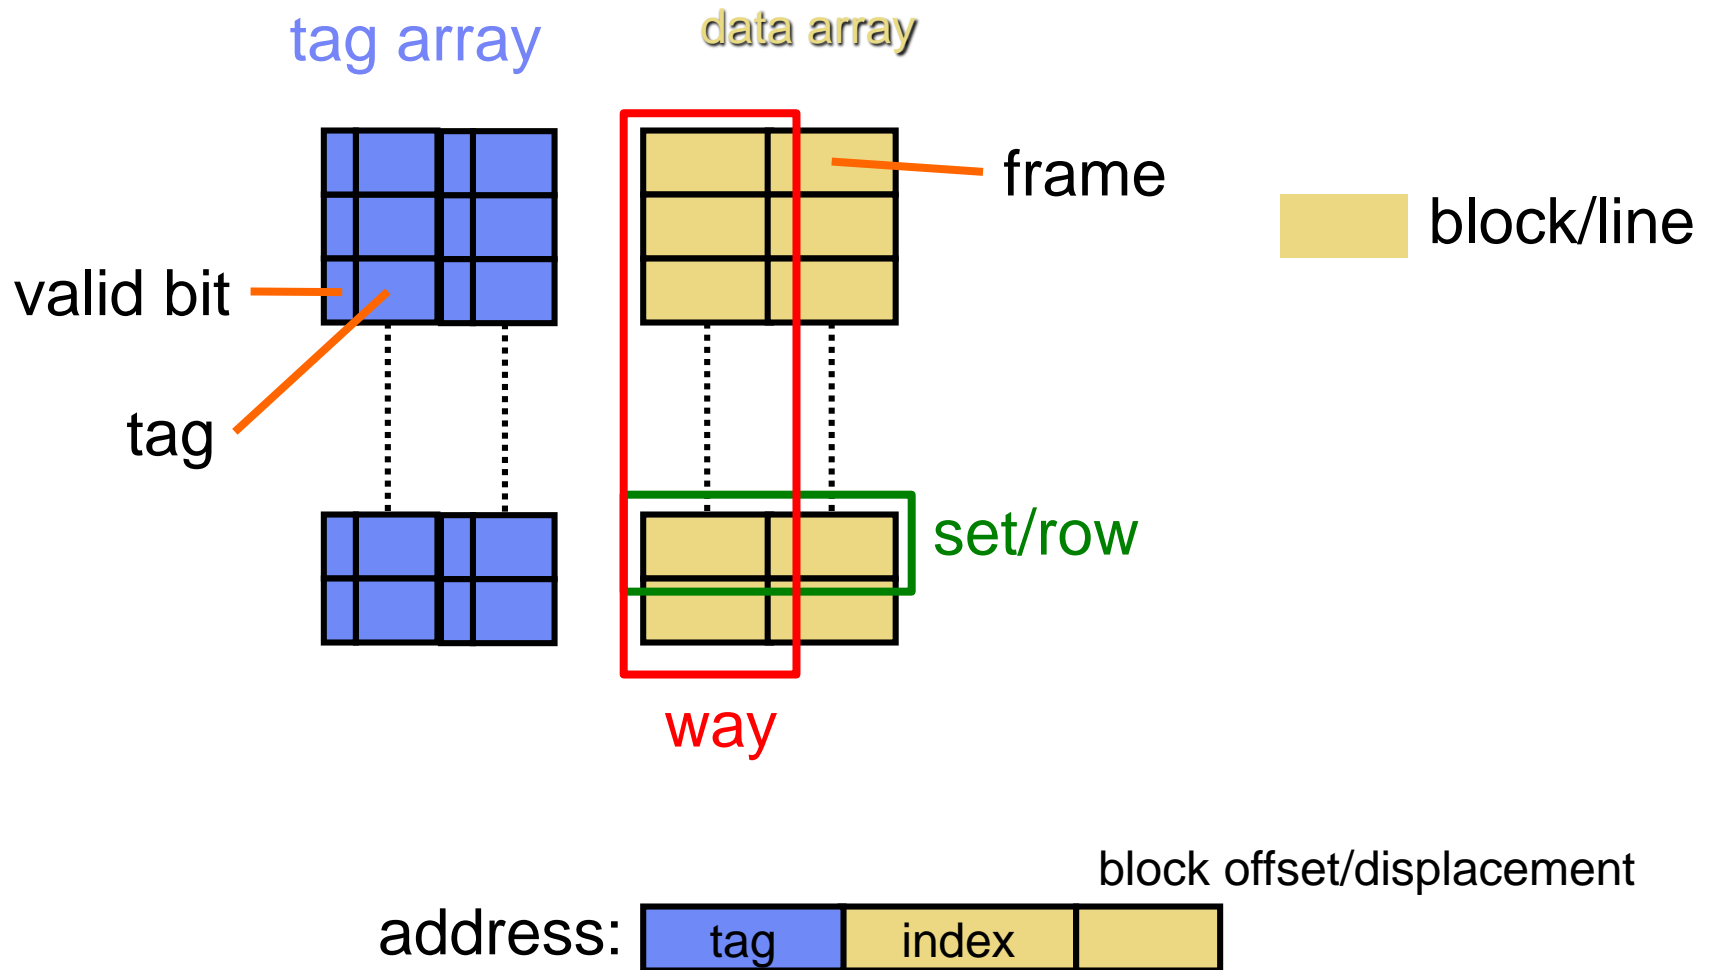 tag array
data array
frame
block/line
valid bit
tag
set/row
way
block offset/displacement
address:
tag
index